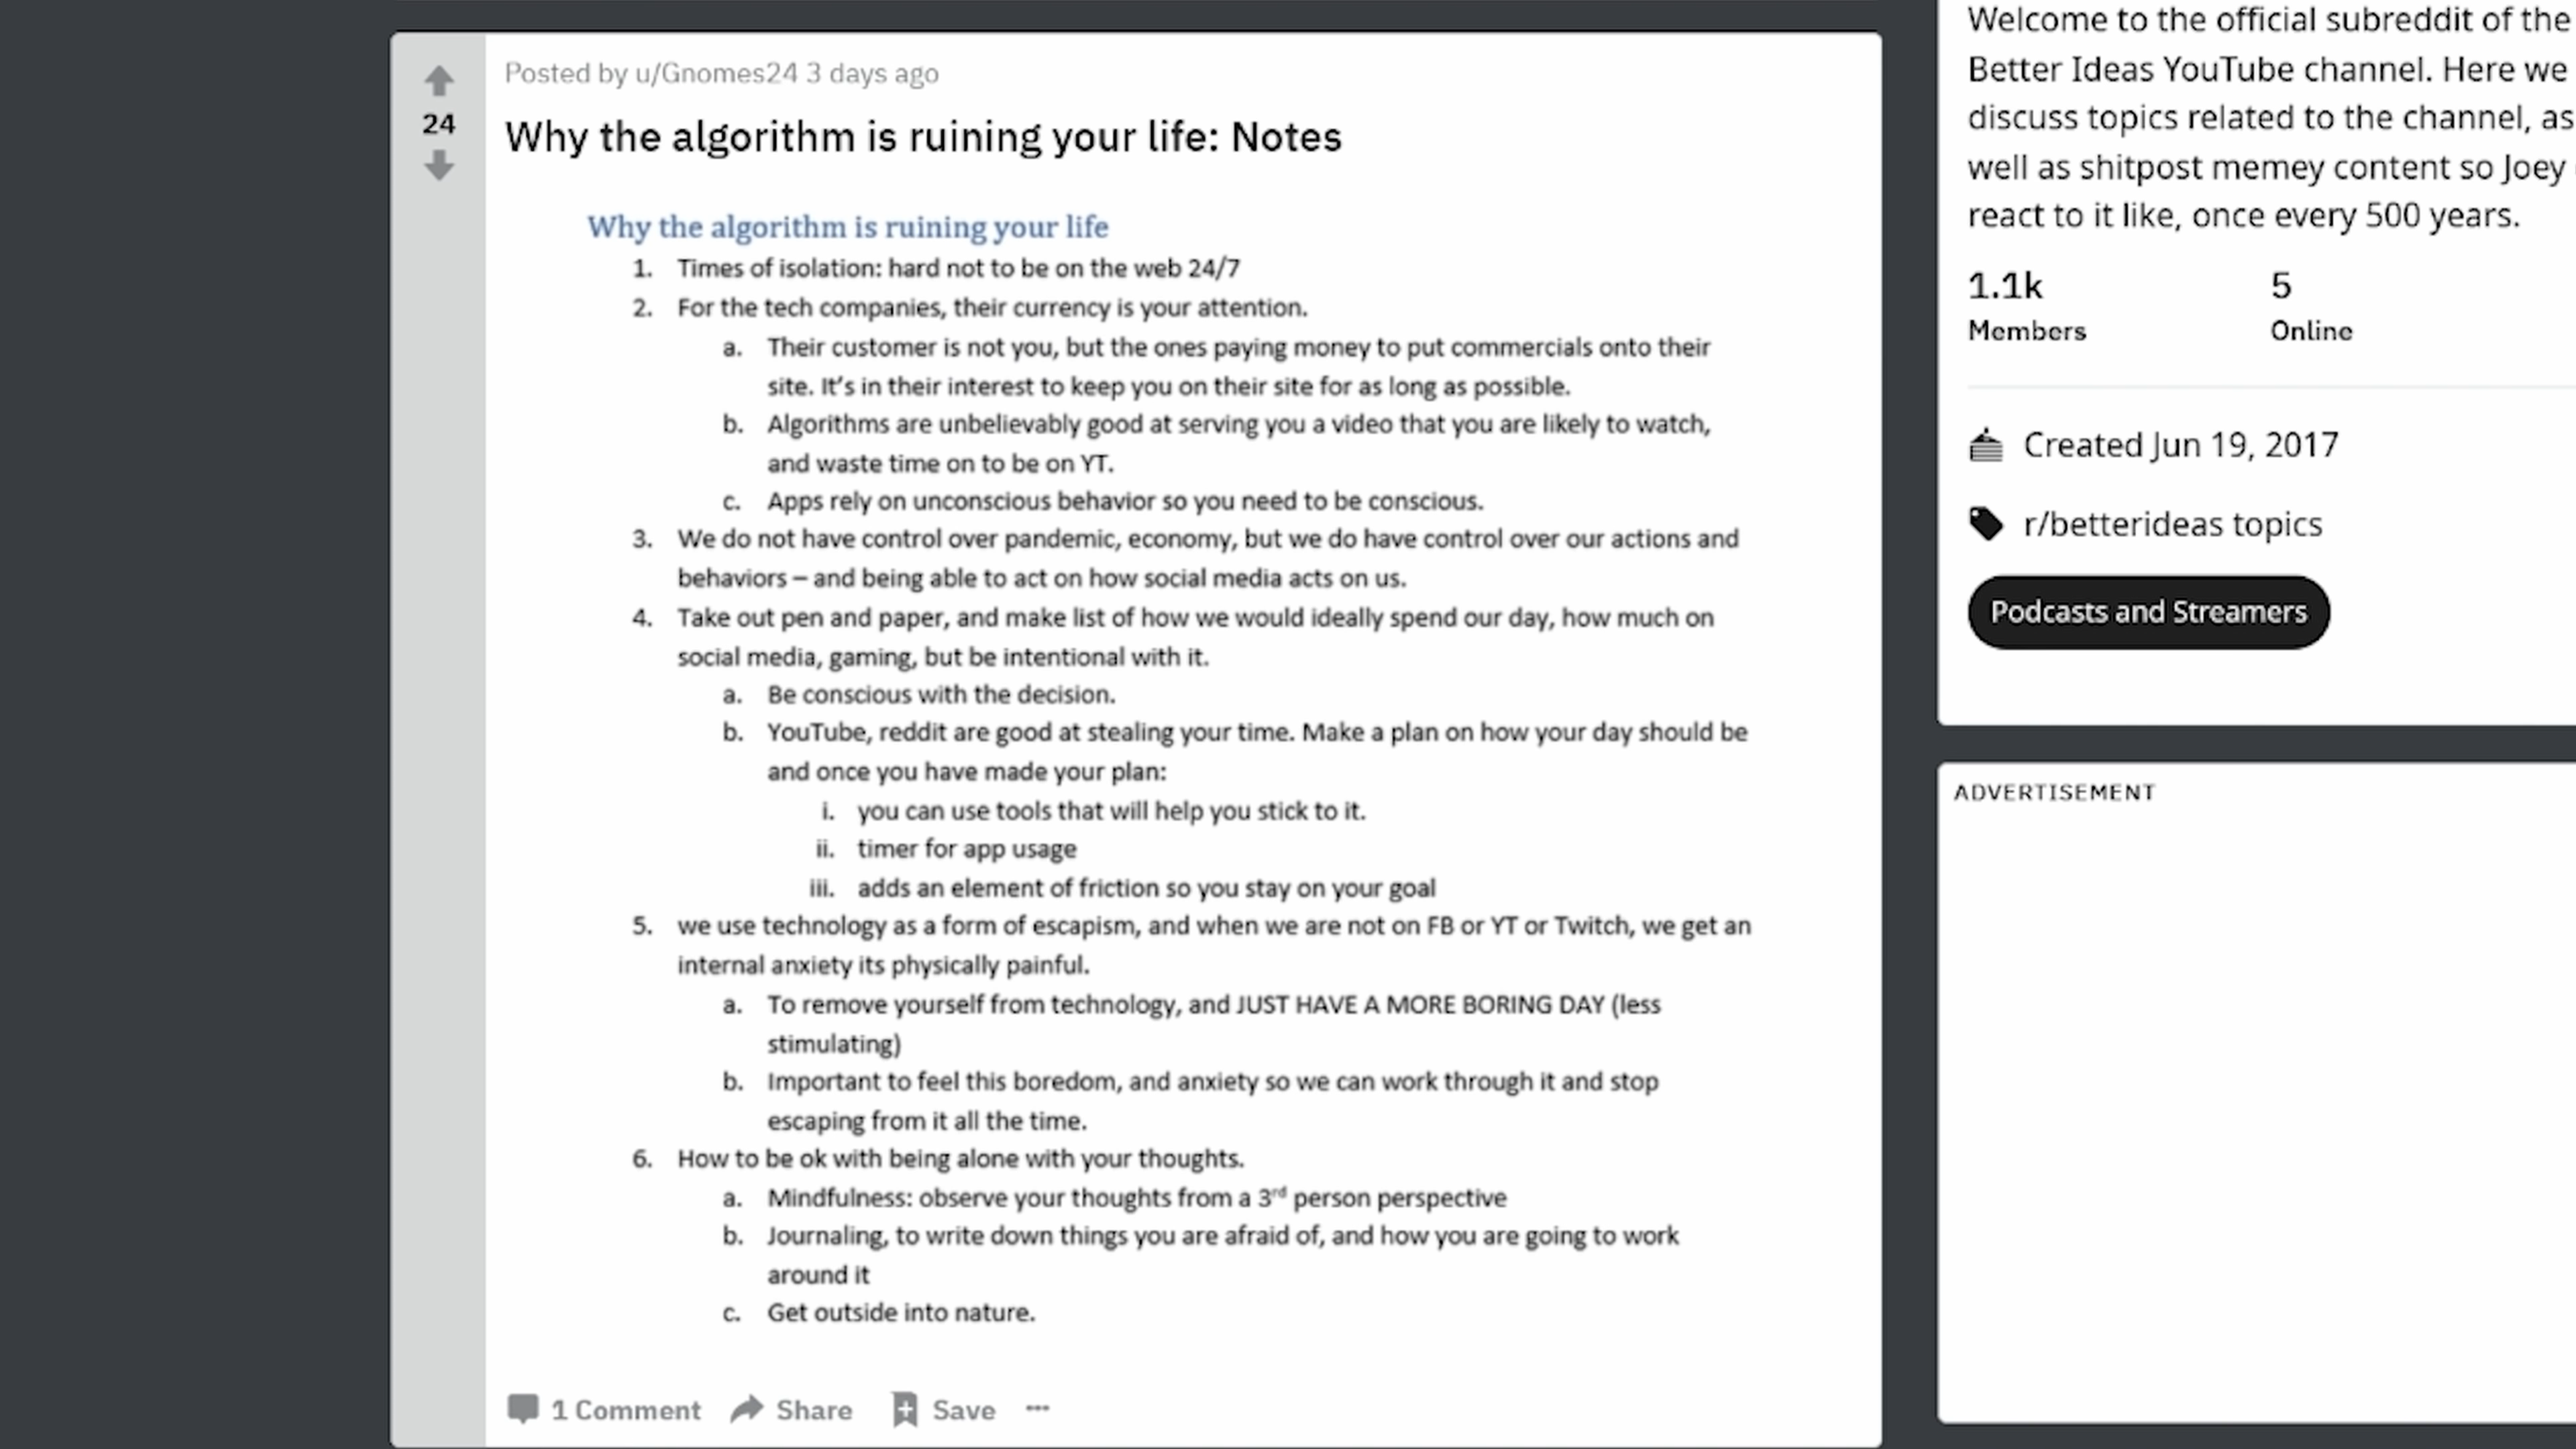 Posted by u/Gnomes24 3 days ago
24
Why the algorithm is ruining your life: Notes
Why the algorithm is ruining your life
1. Times of isolation: hard not to be on the web 24/7
2. For the tech companies, their currency is your attention.
a. Their customer is not you, but the ones paying money to put commercials onto their
site. It's in their interest to keep you on their site for as long as possible.
b. Algorithms are unbelievably good at serving you a video that you are likely to watch,
and waste time on to be on YT.
c. Apps rely on unconscious behavior so you need to be conscious.
3. We do not have control over pandemic, economy, but we do have control over our actions and
behaviors – and being able to act on how social media acts on us.
4. Take out pen and paper, and make list of how we would ideally spend our day, how much on
social media, gaming, but be intentional with it.
a. Be conscious with the decision.
b. YouTube, reddit are good at stealing your time. Make a plan on how your day should be
and once you have made your plan:
i. you can use tools that will help you stick to it.
ii. timer for app usage
iii. adds an element of friction so you stay on your goal
5. we use technology as a form of escapism, and when we are not on FB or YT or Twitch, we get an
internal anxiety its physically painful.
a. To remove yourself from technology, and JUST HAVE A MORE BORING DAY (less
stimulating)
b. Important to feel this boredom, and anxiety so we can work through it and stop
escaping from it all the time.
6. How to be ok with being alone with your thoughts.
a. Mindfulness: observe your thoughts from a 3rd person perspective
b. Journaling, to write down things you are afraid of, and how you are going to work
around it
c. Get outside into nature.
1 Comment Share Save ...
Welcome to the official subreddit of the
Better Ideas YouTube channel. Here we
discuss topics related to the channel, as
well as shitpost memey content so Joey
react to it like, once every 500 years.
1.1k 5
Members Online
Created Jun 19, 2017
r/betterideas topics
Podcasts and Streamers
ADVERTISEMENT